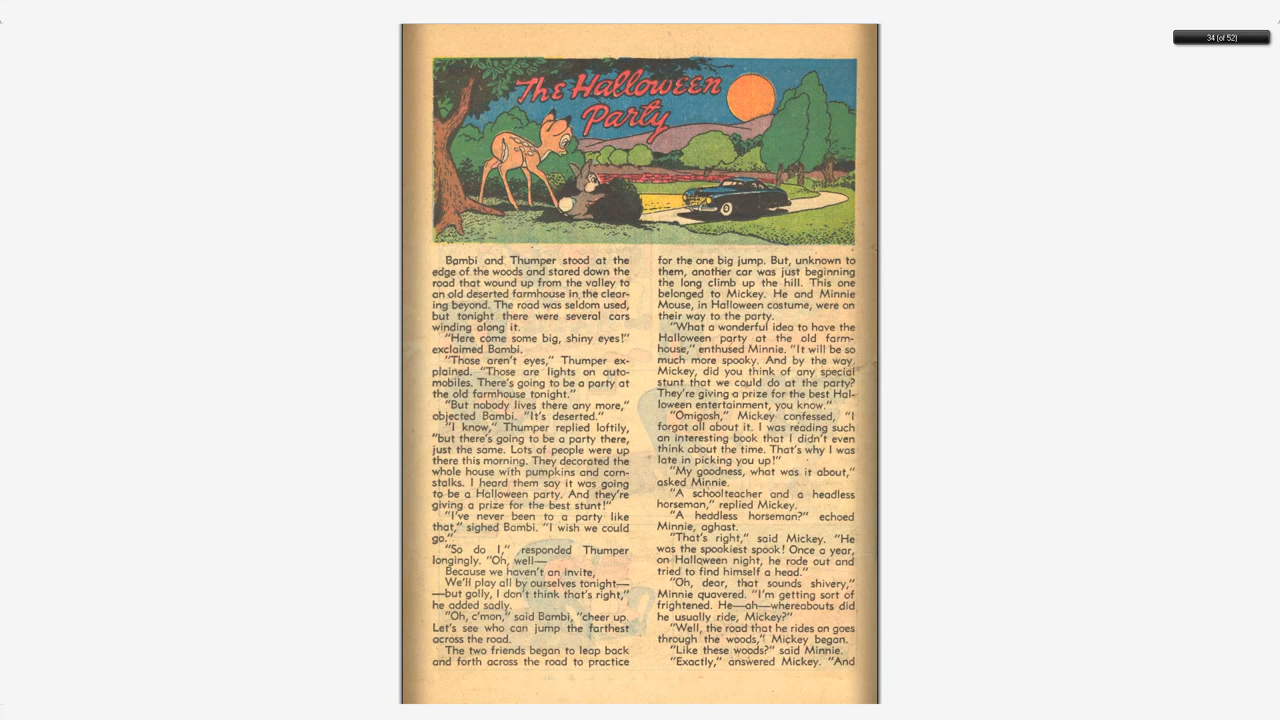 34 (of 52)
The Halloween
Party
Bambi and Thumper stood at the
edge of the woods and stared down the
road that wound up from the valley to
an old deserted farmhouse in the clear-
ing beyond. The road was seldom used,
but tonight there were several cars
winding along it.
"Here come some big, shiny eyes!"
exclaimed Bambi.
"Those aren't eyes," Thumper ex-
plained. "Those are lights on auto-
mobiles. There's going to be a party at
the old farmhouse tonight."
"But nobody lives there any more,"
objected Bambi. "It's deserted."
"I know," Thumper replied loftily,
"but there's going to be a party there,
just the same. Lots of people were up
there this morning. They decorated the
whole house with pumpkins and corn-
stalks. I heard them say it was going
to be a Halloween party. And they're
giving a prize for the best stunt!"
"I've never been to a party like
that," sighed Bambi. "I wish we could
go."
"So do I," responded Thumper
longingly. "Oh, well—
Because we haven't an invite,
We'll play all by ourselves tonight—
—but golly, I don't think that's right,"
he added sadly.
"Oh, c'mon," said Bambi, "cheer up.
Let's see who can jump the farthest
across the road.
The two friends began to leap back
and forth across the road to practice
for the one big jump. But, unknown to
them, another car was just beginning
the long climb up the hill. This one
belonged to Mickey. He and Minnie
Mouse, in Halloween costume, were on
their way to the party.
"What a wonderful idea to have the
Halloween party at the old farm-
house," enthused Minnie. "It will be so
much more spooky. And by the way,
Mickey, did you think of any special
stunt that we could do at the party?
They're giving a prize for the best Hal-
loween entertainment, you know."
"Omigosh," Mickey confessed, "I
forgot all about it. I was reading such
an interesting book that I didn't even
think about the time. That's why I was
late in picking you up!"
"My goodness, what was it about,"
asked Minnie.
"A schoolteacher and a headless
horseman," replied Mickey.
"A headless horseman?" echoed
Minnie, aghast.
"That's right," said Mickey. "He
was the spookiest spook! Once a year,
on Halloween night, he rode out and
tried to find himself a head."
"Oh, dear, that sounds shivery,"
Minnie quavered. "I'm getting sort of
frightened. He—ah—whereabouts did
he usually ride, Mickey?"
"Well, the road that he rides on goes
through the woods," Mickey began.
"Like these woods?" said Minnie.
"Exactly," answered Mickey. "And